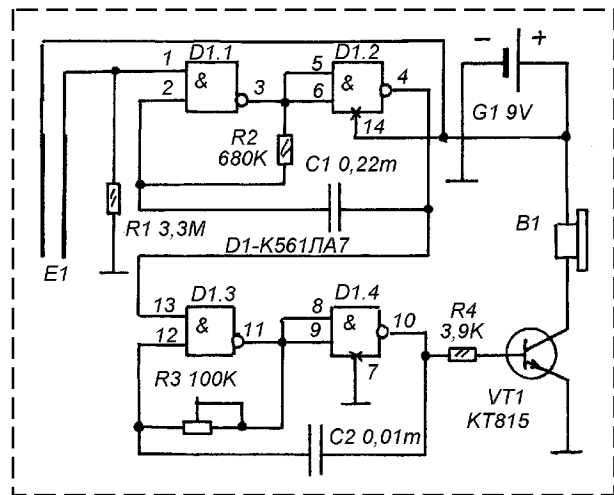 D1.1
D1.2
1
2
3
&
5
6
4
&
14
- +
G1 9V
R2
680K
C1 0,22m
R1 3,3M
D1-К561ЛА7
E1
B1
D1.3
D1.4
13
12
11
&
8
9
10
&
7
R4
3,9K
R3 100K
C2 0,01m
VT1
KT815